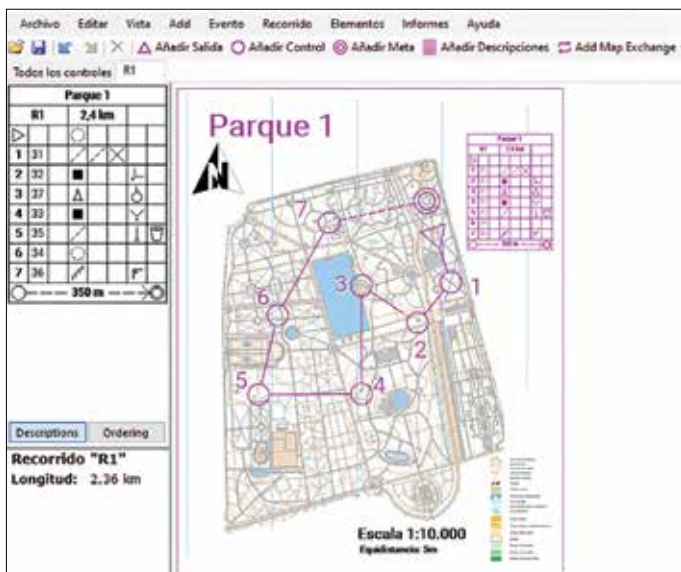 Archivo Editar Vista Add Evento Recorrido Elementos Informes Ayuda
Añadir Salida Añadir Control Añadir Meta Añadir Descripciones Add Map Exchange
Todos los controles R1
Parque 1
R1 2,4 km
1 31
2 32
3 37
4 33
5 35
6 34
7 36
350 m
Descriptions Ordering
Recorrido "R1"
Longitud: 2.36 km
Parque 1
N
Parque 1
7
3
1
6
2
5
4
Escala 1:10.000
Equidistancia: 5m